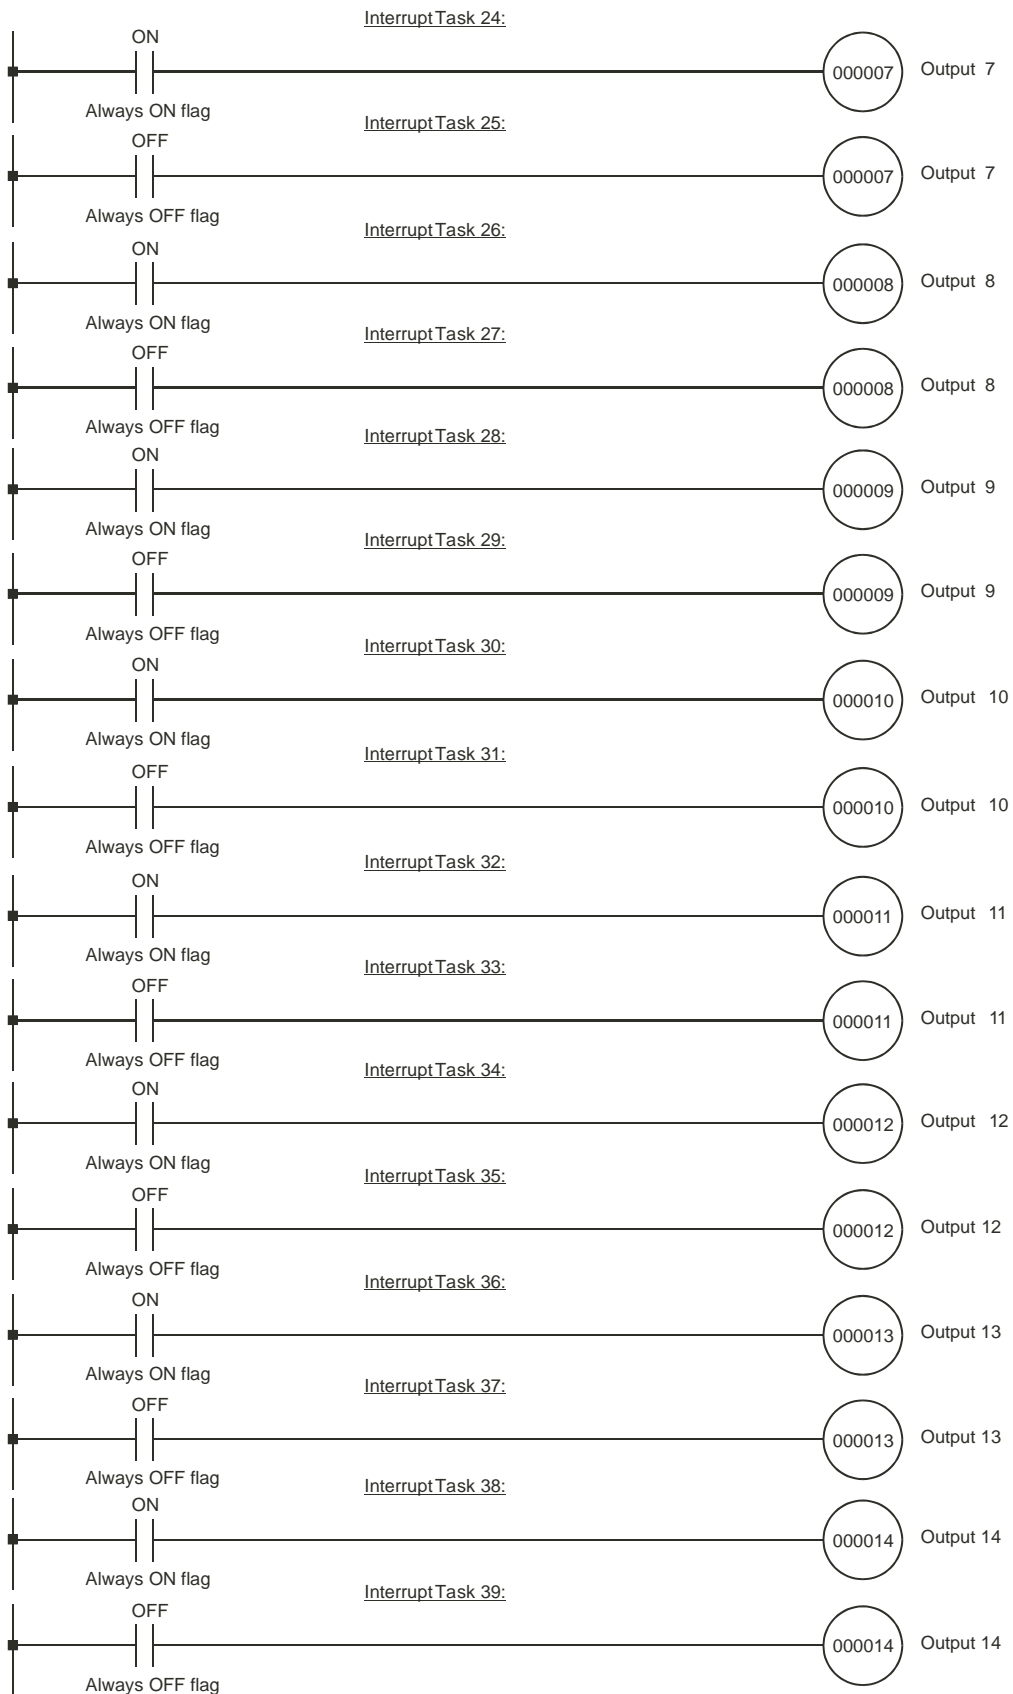 Interrupt Task 24:
ON
000007 Output 7
Always ON flag
Interrupt Task 25:
OFF
000007 Output 7
Always OFF flag
Interrupt Task 26:
ON
000008 Output 8
Always ON flag
Interrupt Task 27:
OFF
000008 Output 8
Always OFF flag
Interrupt Task 28:
ON
000009 Output 9
Always ON flag
Interrupt Task 29:
OFF
000009 Output 9
Always OFF flag
Interrupt Task 30:
ON
000010 Output 10
Always ON flag
Interrupt Task 31:
OFF
000010 Output 10
Always OFF flag
Interrupt Task 32:
ON
000011 Output 11
Always ON flag
Interrupt Task 33:
OFF
000011 Output 11
Always OFF flag
Interrupt Task 34:
ON
000012 Output 12
Always ON flag
Interrupt Task 35:
OFF
000012 Output 12
Always OFF flag
Interrupt Task 36:
ON
000013 Output 13
Always ON flag
Interrupt Task 37:
OFF
000013 Output 13
Always OFF flag
Interrupt Task 38:
ON
000014 Output 14
Always ON flag
Interrupt Task 39:
OFF
000014 Output 14
Always OFF flag